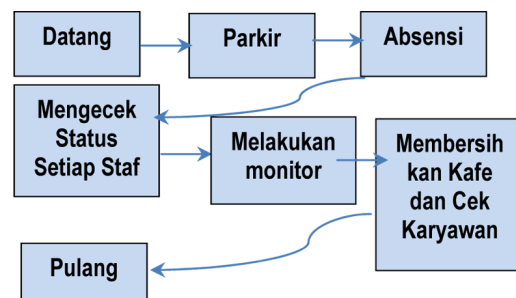 Datang
Parkir
Absensi
Mengecek
Status
Setiap Staf
Melakukan
monitor
Membersih
kan Kafe
dan Cek
Karyawan
Pulang